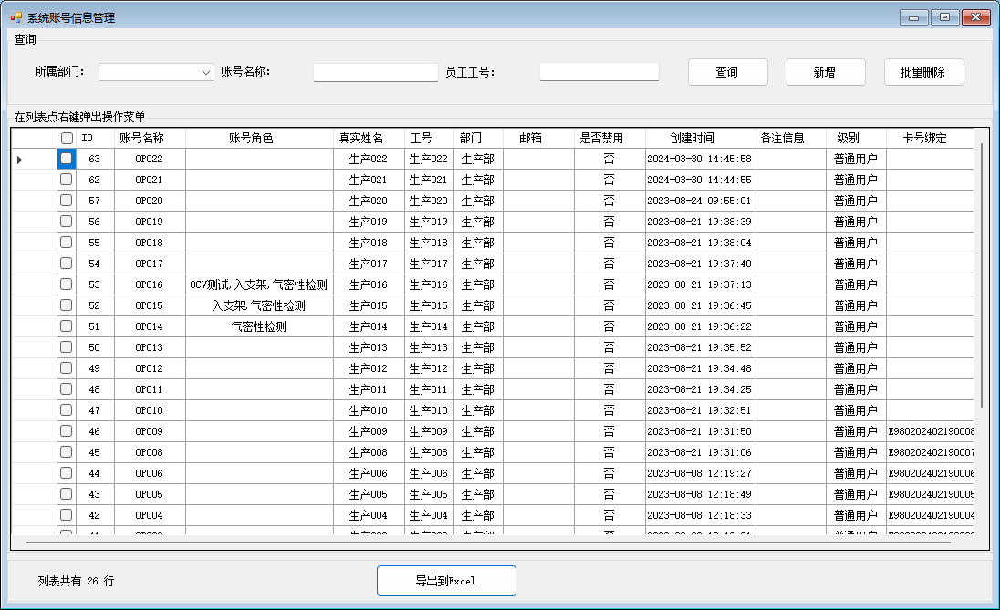 系统账号信息管理
查询
所属部门: 账号名称: 员工工号: 查询 新增 批量删除
在列表点右键弹出操作菜单
ID 账号名称 账号角色 真实姓名 工号 部门 邮箱 是否禁用 创建时间 备注信息 级别 卡号绑定
63 OP022 生产022 生产022 生产部 否 2024-03-30 14:45:58 普通用户
62 OP021 生产021 生产021 生产部 否 2024-03-30 14:44:55 普通用户
57 OP020 生产020 生产020 生产部 否 2023-08-24 09:55:01 普通用户
56 OP019 生产019 生产019 生产部 否 2023-08-21 19:38:39 普通用户
55 OP018 生产018 生产018 生产部 否 2023-08-21 19:38:04 普通用户
54 OP017 生产017 生产017 生产部 否 2023-08-21 19:37:40 普通用户
53 OP016 OCV测试,入支架,气密性检测 生产016 生产016 生产部 否 2023-08-21 19:37:13 普通用户
52 OP015 入支架,气密性检测 生产015 生产015 生产部 否 2023-08-21 19:36:45 普通用户
51 OP014 气密性检测 生产014 生产014 生产部 否 2023-08-21 19:36:22 普通用户
50 OP013 生产013 生产013 生产部 否 2023-08-21 19:35:52 普通用户
49 OP012 生产012 生产012 生产部 否 2023-08-21 19:34:48 普通用户
48 OP011 生产011 生产011 生产部 否 2023-08-21 19:34:25 普通用户
47 OP010 生产010 生产010 生产部 否 2023-08-21 19:32:51 普通用户
46 OP009 生产009 生产009 生产部 否 2023-08-21 19:31:50 普通用户 E980202402190008
45 OP008 生产008 生产008 生产部 否 2023-08-21 19:31:06 普通用户 E980202402190007
44 OP006 生产006 生产006 生产部 否 2023-08-08 12:19:27 普通用户 E980202402190006
43 OP005 生产005 生产005 生产部 否 2023-08-08 12:18:49 普通用户 E980202402190005
42 OP004 生产004 生产004 生产部 否 2023-08-08 12:18:33 普通用户 E980202402190004
列表共有 26 行 导出到Excel